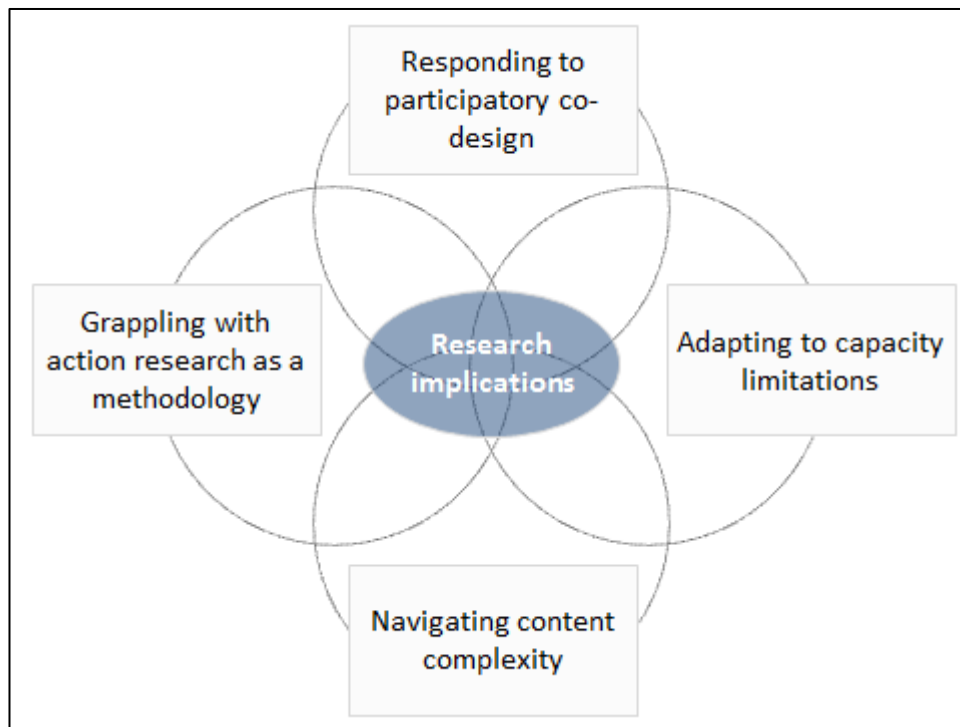 Responding to
participatory co-
design
Grappling with
action research as a
methodology
Research
implications
Adapting to capacity
limitations
Navigating content
complexity